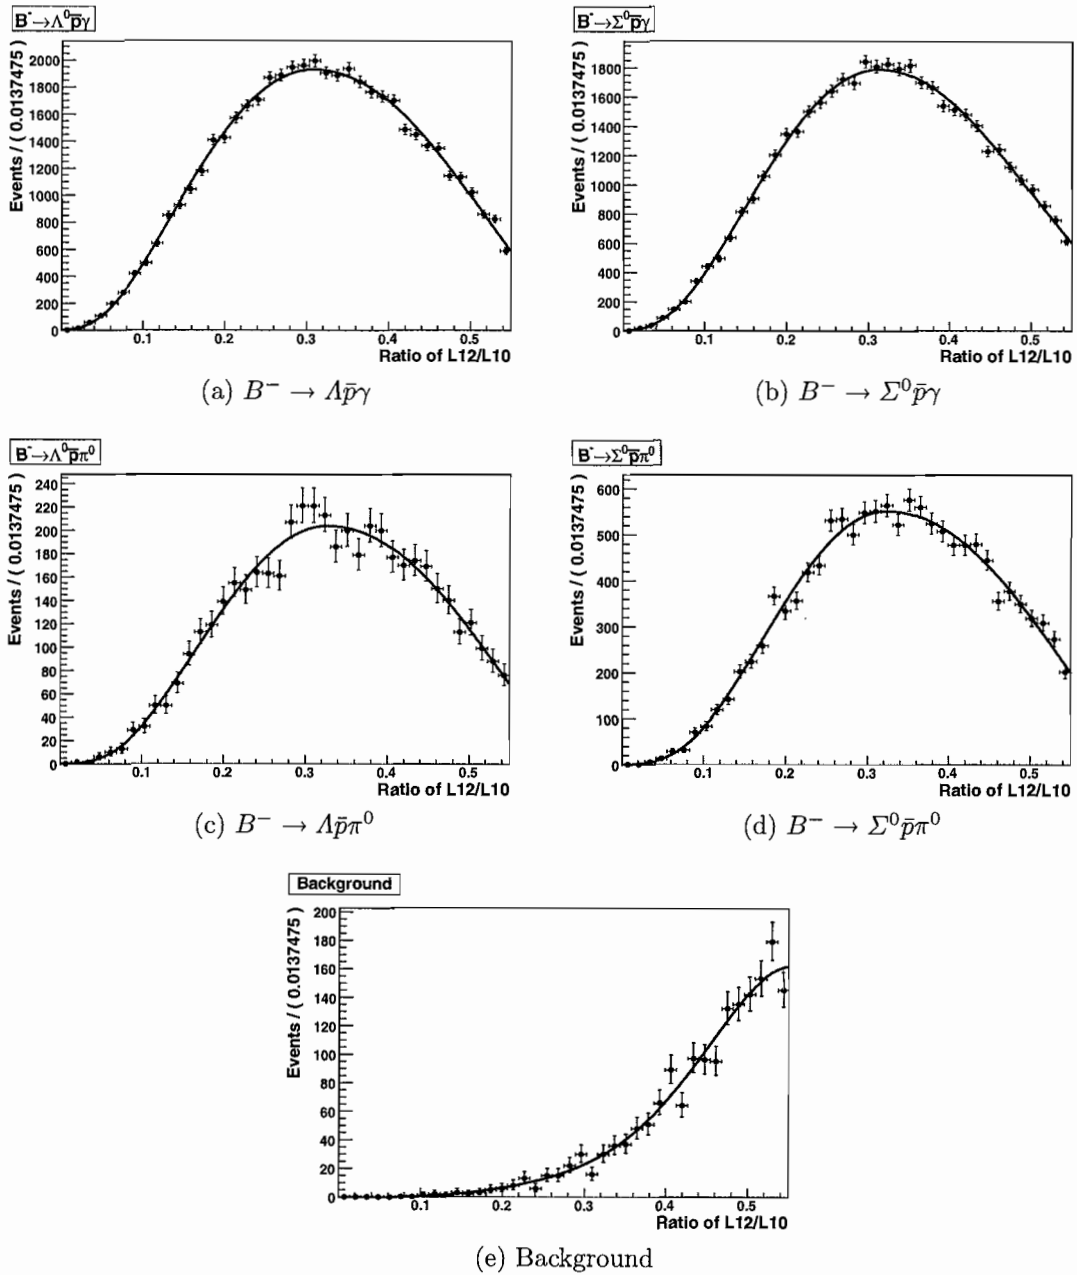 B⁻→Λ⁰p̄γ
Events / ( 0.0137475 )
2000
1800
1600
1400
1200
1000
800
600
400
200
0
0.1 0.2 0.3 0.4 0.5
Ratio of L12/L10
(a) B⁻ → Λp̄γ
B⁻→Σ⁰p̄γ
Events / ( 0.0137475 )
1800
1600
1400
1200
1000
800
600
400
200
0
0.1 0.2 0.3 0.4 0.5
Ratio of L12/L10
(b) B⁻ → Σ⁰p̄γ
B⁻→Λ⁰p̄π⁰
Events / ( 0.0137475 )
240
220
200
180
160
140
120
100
80
60
40
20
0
0.1 0.2 0.3 0.4 0.5
Ratio of L12/L10
(c) B⁻ → Λp̄π⁰
B⁻→Σ⁰p̄π⁰
Events / ( 0.0137475 )
600
500
400
300
200
100
0
0.1 0.2 0.3 0.4 0.5
Ratio of L12/L10
(d) B⁻ → Σ⁰p̄π⁰
Background
Events / ( 0.0137475 )
200
180
160
140
120
100
80
60
40
20
0
0.1 0.2 0.3 0.4 0.5
Ratio of L12/L10
(e) Background